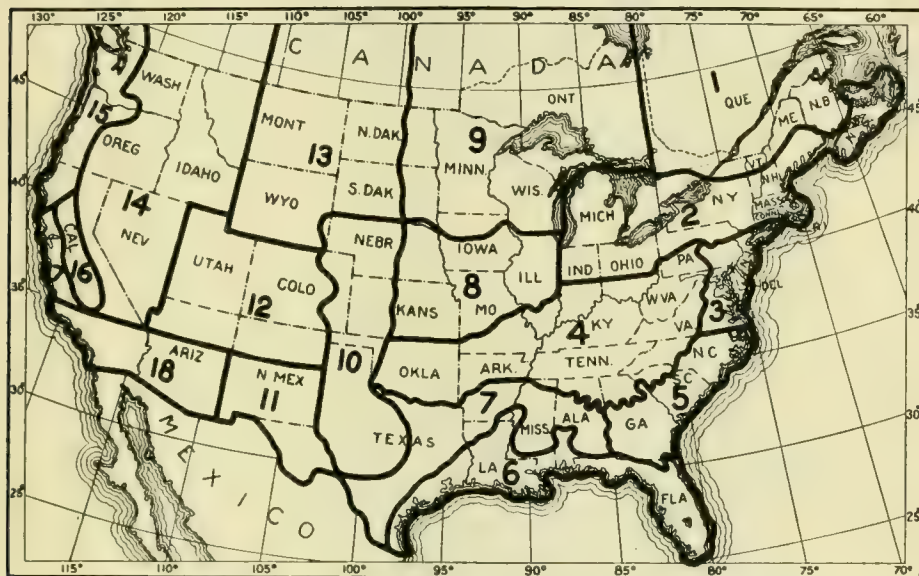 130° 125° 120° 115° 110° 105° 100° 95° 90° 85° 80° 75° 70° 65° 60°
C A N A D A
45
40
35
30
25
45
40
35
30
25
WASH
OREG
IDAHO
MONT
N.DAK
S.DAK
WYO
NEV
CAL
UTAH
COLO
ARIZ
N MEX
NEBR
KANS
OKLA
TEXAS
MINN.
WIS.
IOWA
ILL
MO
ARK.
LA
MISS
ALA
GA
FLA
MICH
IND
OHIO
KY
TENN.
W.VA
VA
NC
PA
DEL
NY
VT
NH
MASS
CONN
ME
N.B
QUE
ONT
MEXICO
1
2
3
4
5
6
7
8
9
10
11
12
13
14
15
16
18
115° 110° 105° 100° 95° 90° 85° 80° 75° 70°